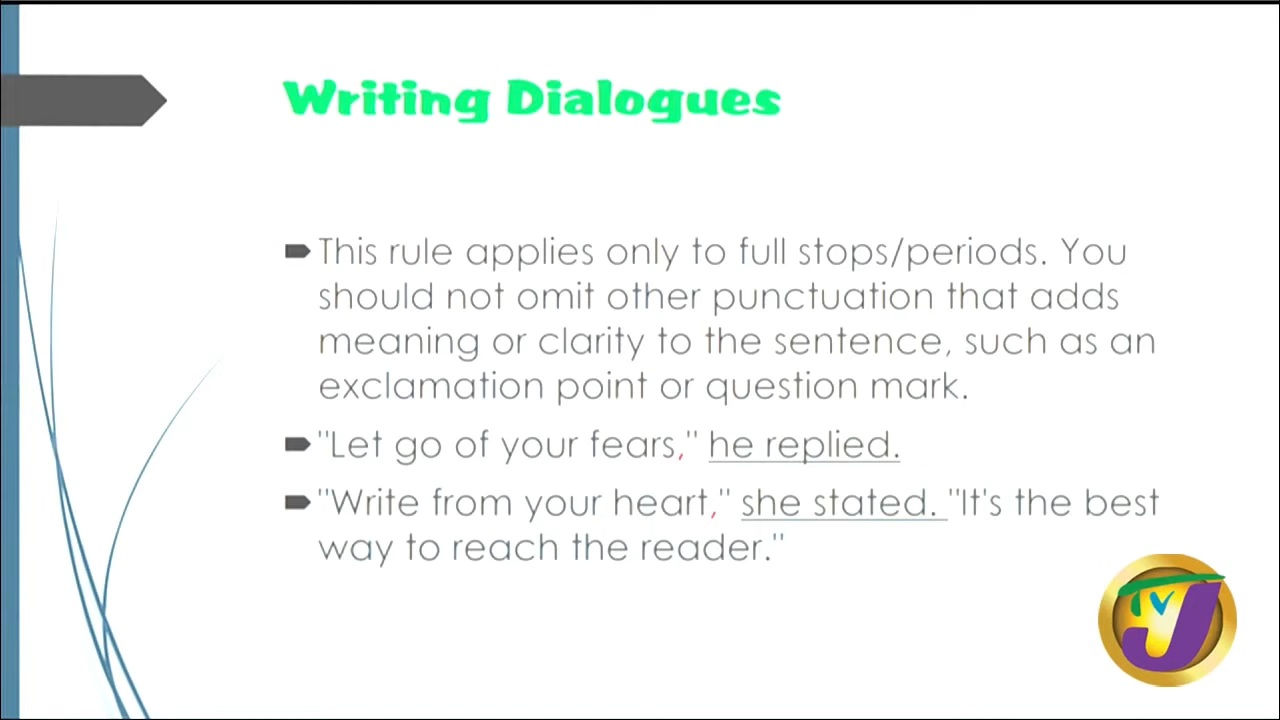 Writing Dialogues
This rule applies only to full stops/periods. You
should not omit other punctuation that adds
meaning or clarity to the sentence, such as an
exclamation point or question mark.
"Let go of your fears," he replied.
"Write from your heart," she stated. "It's the best
way to reach the reader."
TVJ